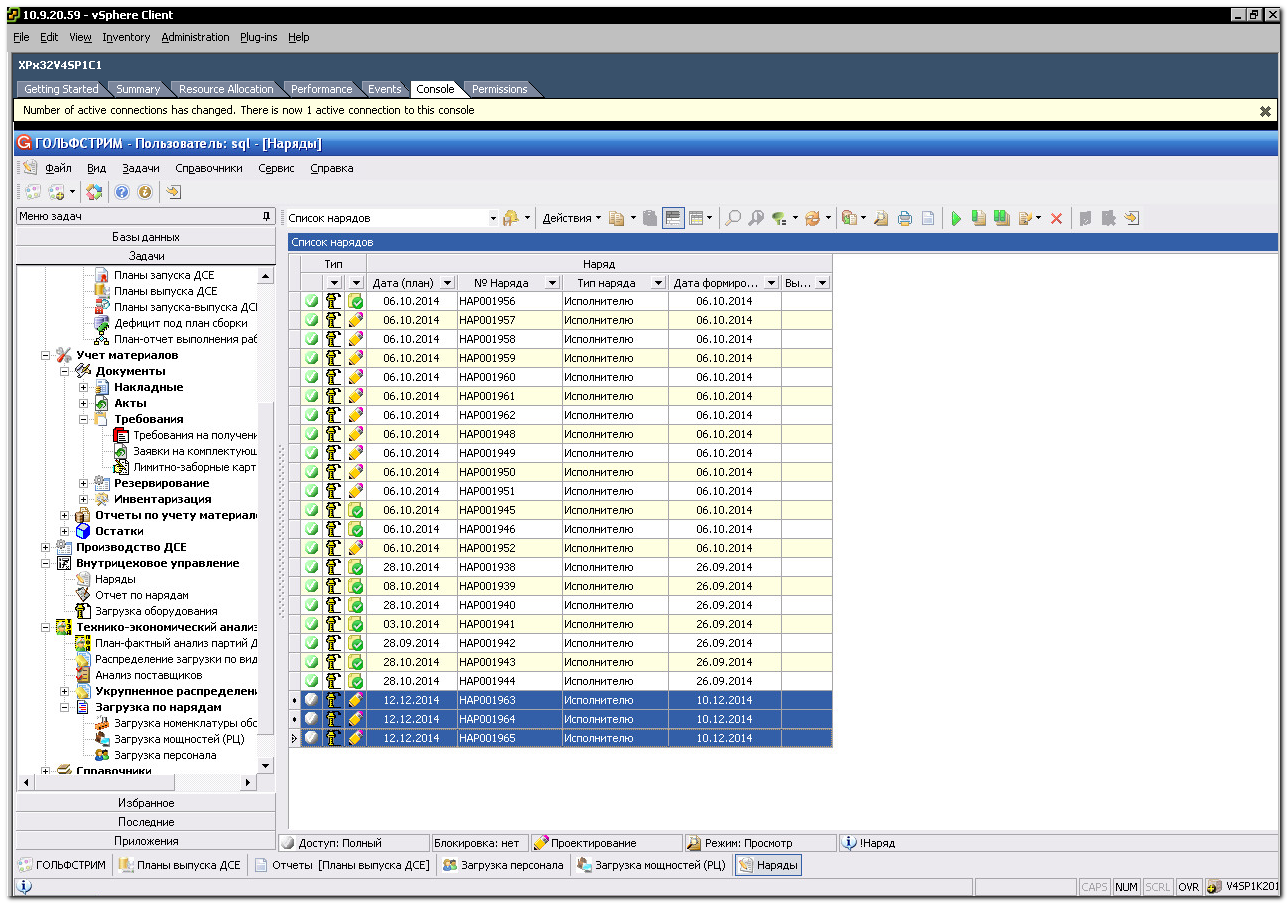 10.9.20.59 - vSphere Client
File Edit View Inventory Administration Plug-ins Help
XPx32V4SP1C1
Getting Started Summary Resource Allocation Performance Events Console Permissions
Number of active connections has changed. There is now 1 active connection to this console
ГОЛЬФСТРИМ - Пользователь: sql - [Наряды]
Файл Вид Задачи Справочники Сервис Справка
Меню задач
Базы данных
Задачи
Планы запуска ДСЕ
Планы выпуска ДСЕ
Планы запуска-выпуска ДСЕ
Дефицит под план сборки
План-отчет выполнения раб
Учет материалов
Документы
Накладные
Акты
Требования
Требования на получени
Заявки на комплектующ
Лимитно-заборные карт
Резервирование
Инвентаризация
Отчеты по учету материал
Остатки
Производство ДСЕ
Внутрицеховое управление
Наряды
Отчет по нарядам
Загрузка оборудования
Технико-экономический анализ
План-фактный анализ партий Д
Распределение загрузки по вид
Анализ поставщиков
Укрупненное распределени
Загрузка по нарядам
Загрузка номенклатуры обо
Загрузка мощностей (РЦ)
Загрузка персонала
Справочники
Избранное
Последние
Приложения
Список нарядов Действия
Список нарядов
Тип Наряд
Дата (план) № Наряда Тип наряда Дата формиро... Вы...
06.10.2014 НАР001956 Исполнителю 06.10.2014
06.10.2014 НАР001957 Исполнителю 06.10.2014
06.10.2014 НАР001958 Исполнителю 06.10.2014
06.10.2014 НАР001959 Исполнителю 06.10.2014
06.10.2014 НАР001960 Исполнителю 06.10.2014
06.10.2014 НАР001961 Исполнителю 06.10.2014
06.10.2014 НАР001962 Исполнителю 06.10.2014
06.10.2014 НАР001948 Исполнителю 06.10.2014
06.10.2014 НАР001949 Исполнителю 06.10.2014
06.10.2014 НАР001950 Исполнителю 06.10.2014
06.10.2014 НАР001951 Исполнителю 06.10.2014
06.10.2014 НАР001945 Исполнителю 06.10.2014
06.10.2014 НАР001946 Исполнителю 06.10.2014
06.10.2014 НАР001952 Исполнителю 06.10.2014
28.10.2014 НАР001938 Исполнителю 26.09.2014
08.10.2014 НАР001939 Исполнителю 26.09.2014
28.10.2014 НАР001940 Исполнителю 26.09.2014
03.10.2014 НАР001941 Исполнителю 26.09.2014
28.09.2014 НАР001942 Исполнителю 26.09.2014
28.10.2014 НАР001943 Исполнителю 26.09.2014
28.10.2014 НАР001944 Исполнителю 26.09.2014
12.12.2014 НАР001963 Исполнителю 10.12.2014
12.12.2014 НАР001964 Исполнителю 10.12.2014
12.12.2014 НАР001965 Исполнителю 10.12.2014
Доступ: Полный Блокировка: нет Проектирование Режим: Просмотр !Наряд
ГОЛЬФСТРИМ Планы выпуска ДСЕ Отчеты [Планы выпуска ДСЕ] Загрузка персонала Загрузка мощностей (РЦ) Наряды
CAPS NUM SCRL OVR V4SP1K201